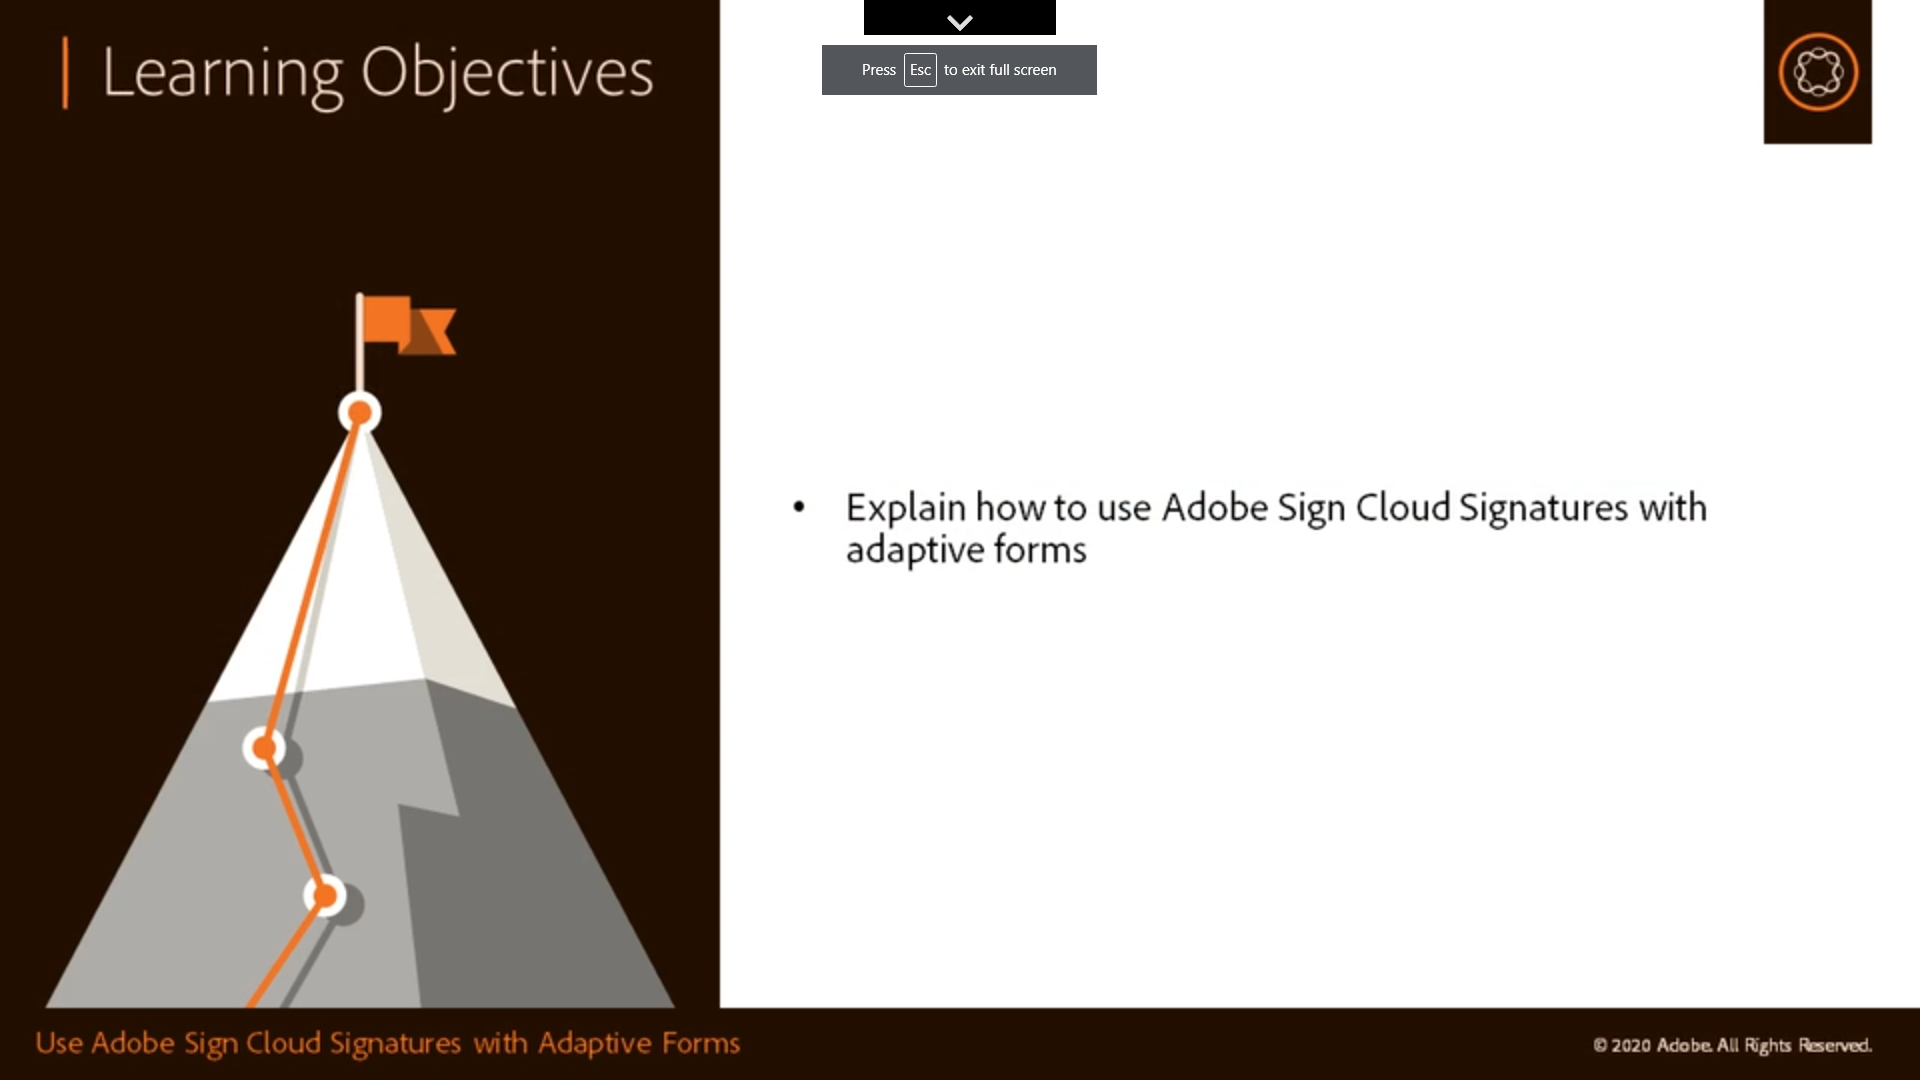 Learning Objectives
Press Esc to exit full screen
• Explain how to use Adobe Sign Cloud Signatures with
adaptive forms
Use Adobe Sign Cloud Signatures with Adaptive Forms
© 2020 Adobe. All Rights Reserved.